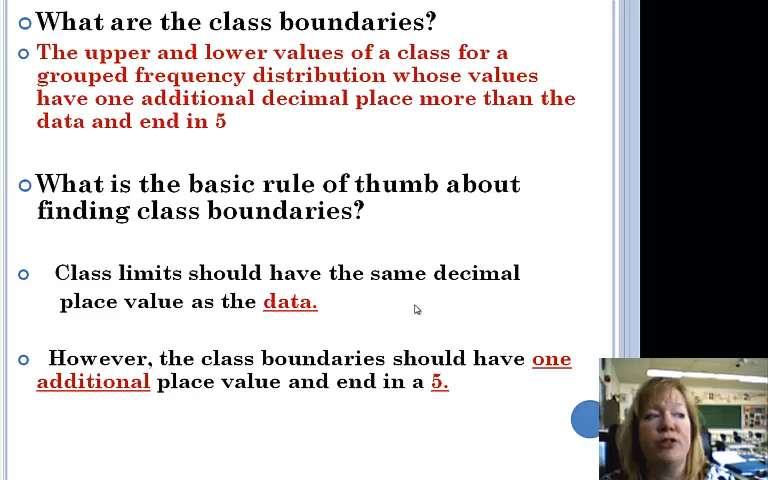 What are the class boundaries?
The upper and lower values of a class for a
grouped frequency distribution whose values
have one additional decimal place more than the
data and end in 5
What is the basic rule of thumb about
finding class boundaries?
Class limits should have the same decimal
place value as the data.
However, the class boundaries should have one
additional place value and end in a 5.